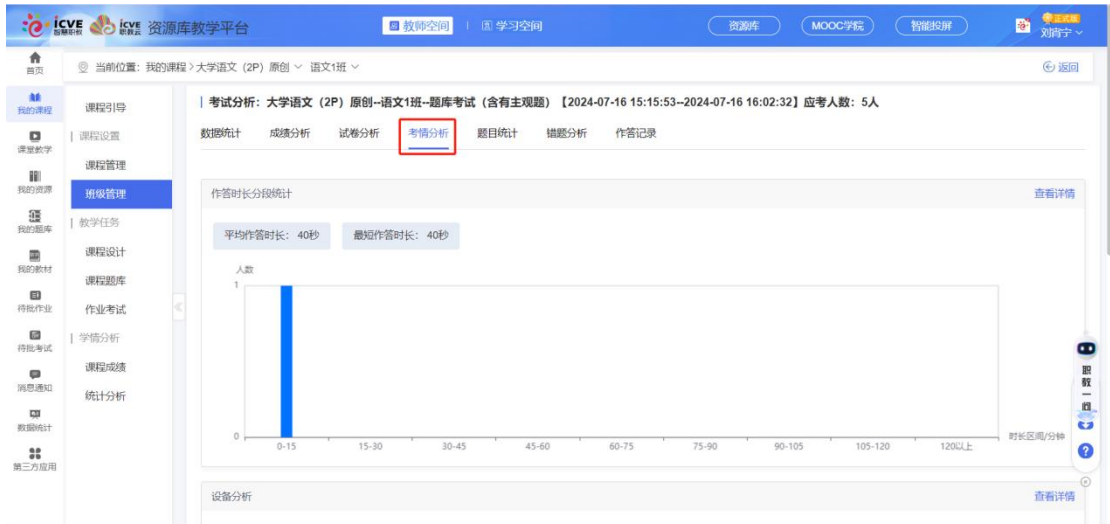 icve 智慧职教 icve 职教云 资源库教学平台 教师空间 学习空间 资源库 MOOC学院 智能投屏 正式版 刘肖宁
首页
当前位置：我的课程 > 大学语文（2P）原创 语文1班 返回
我的课程
课堂教学
我的资源
我的题库
我的教材
待批作业
待批考试
消息通知
数据统计
第三方应用
课程引导
课程设置
课程管理
班级管理
教学任务
课程设计
课程题库
作业考试
学情分析
课程成绩
统计分析
考试分析：大学语文（2P）原创--语文1班--题库考试（含有主观题）【2024-07-16 15:15:53--2024-07-16 16:02:32】应考人数：5人
数据统计 成绩分析 试卷分析 考情分析 题目统计 错题分析 作答记录
作答时长分段统计 查看详情
平均作答时长： 40秒 最短作答时长： 40秒
人数
1
0
0-15 15-30 30-45 45-60 60-75 75-90 90-105 105-120 120以上 时长区间/分钟
设备分析 查看详情
职教一